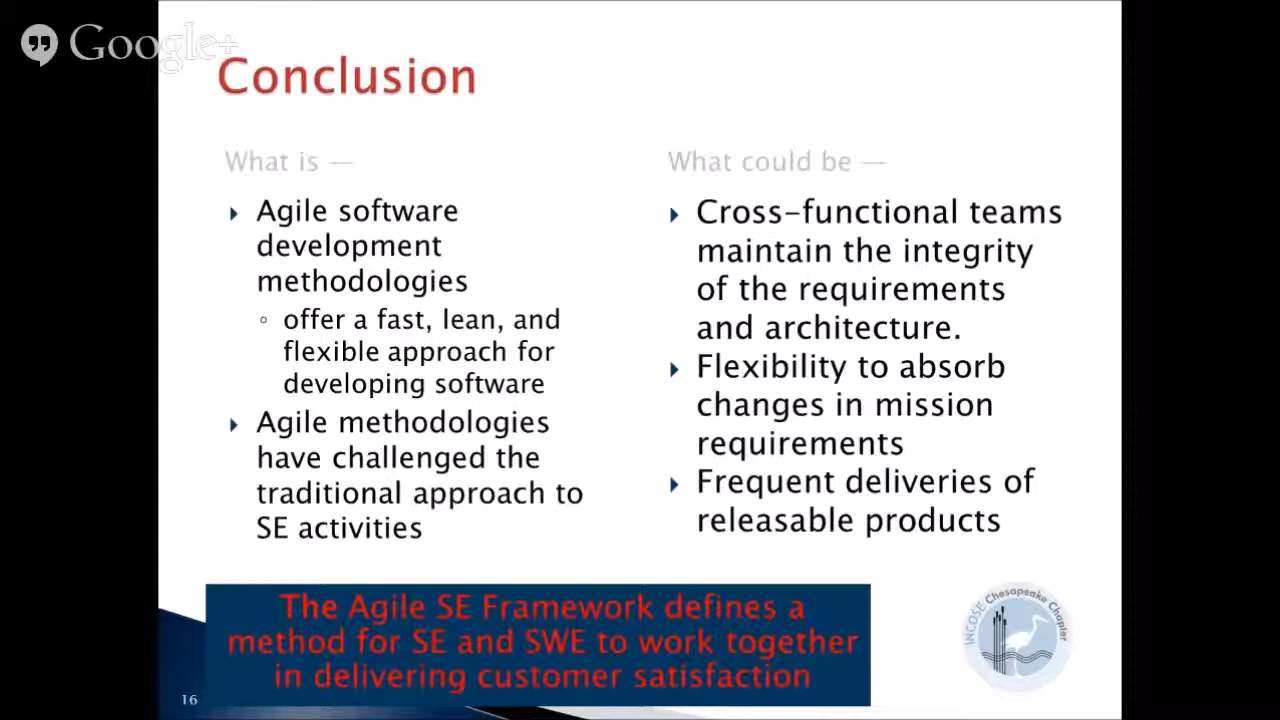 Google+
Conclusion
What is —
Agile software
development
methodologies
offer a fast, lean, and
flexible approach for
developing software
Agile methodologies
have challenged the
traditional approach to
SE activities
What could be —
Cross-functional teams
maintain the integrity
of the requirements
and architecture.
Flexibility to absorb
changes in mission
requirements
Frequent deliveries of
releasable products
The Agile SE Framework defines a
method for SE and SWE to work together
in delivering customer satisfaction
INCOSE Chesapeake Chapter
16